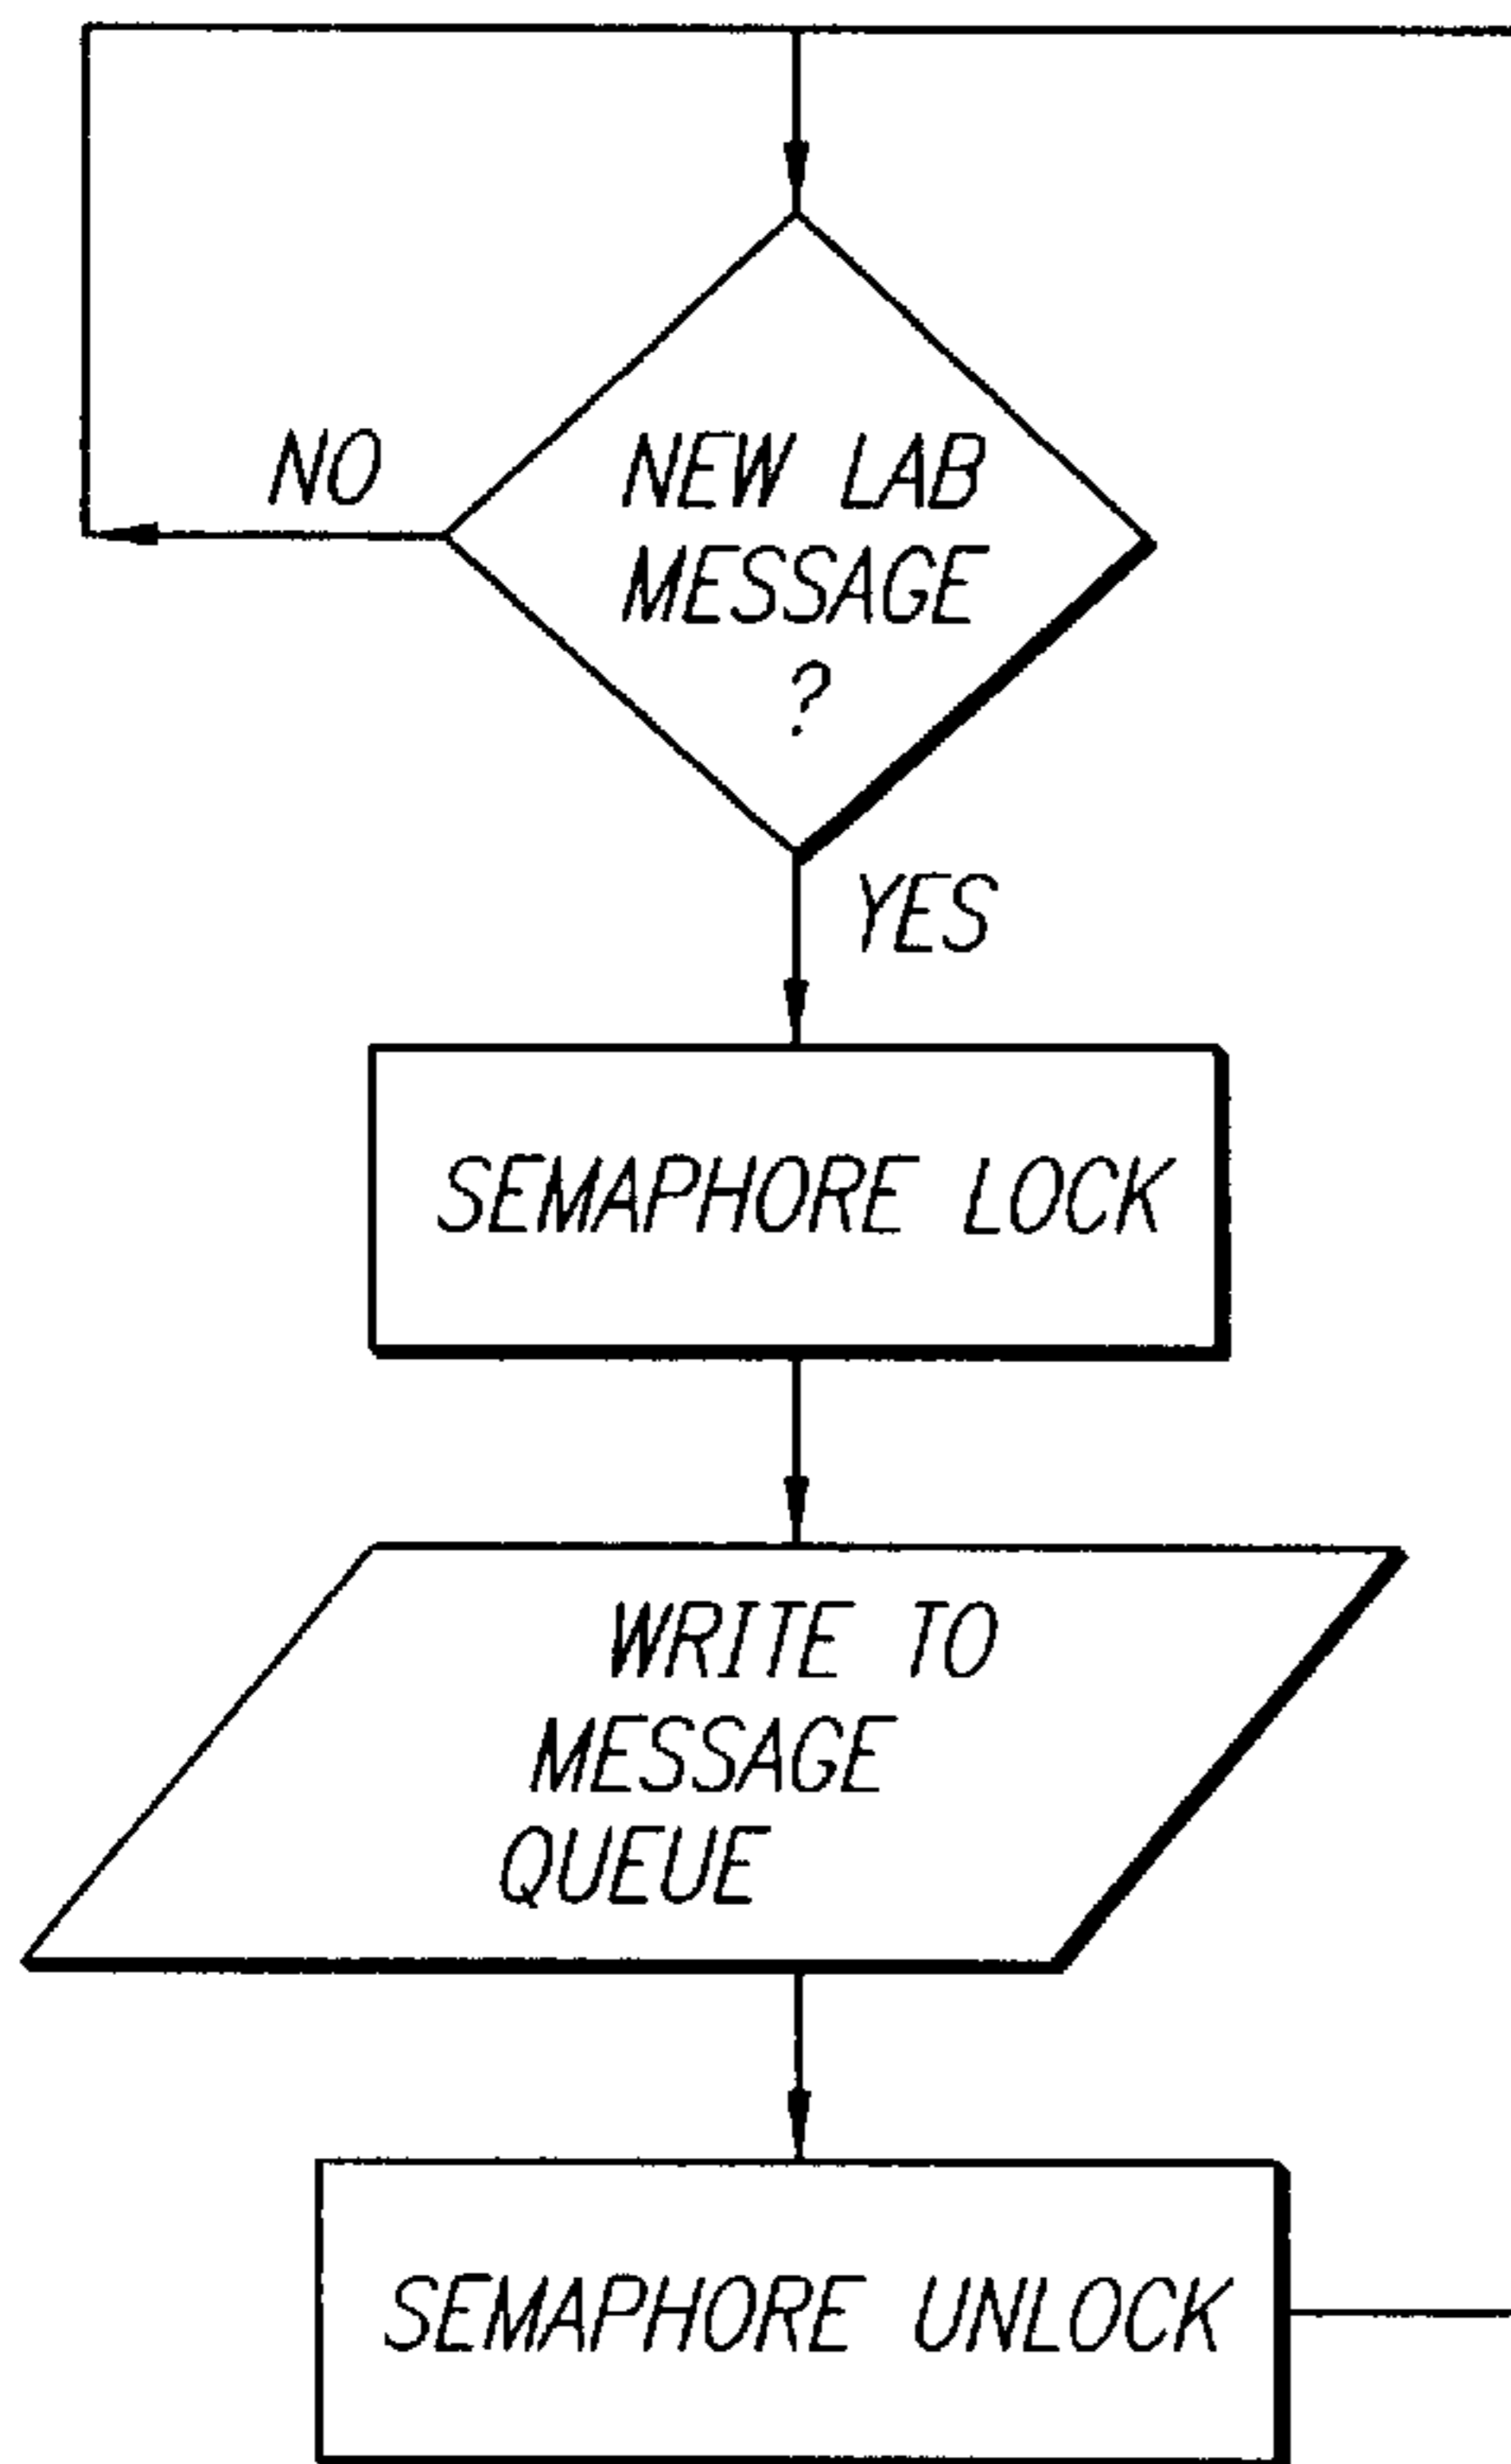 NO
NEW LAB
MESSAGE
?
YES
SEMAPHORE LOCK
WRITE TO
MESSAGE
QUEUE
SEMAPHORE UNLOCK